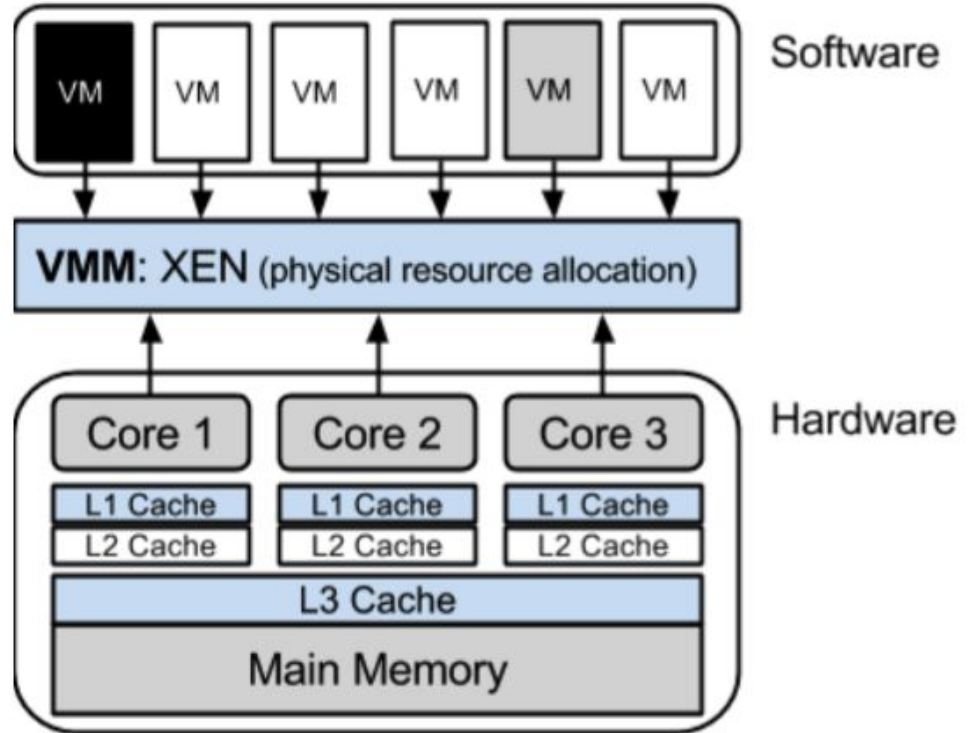 Software
VM VM VM VM VM VM
VMM: XEN (physical resource allocation)
Hardware
Core 1 Core 2 Core 3
L1 Cache L1 Cache L1 Cache
L2 Cache L2 Cache L2 Cache
L3 Cache
Main Memory